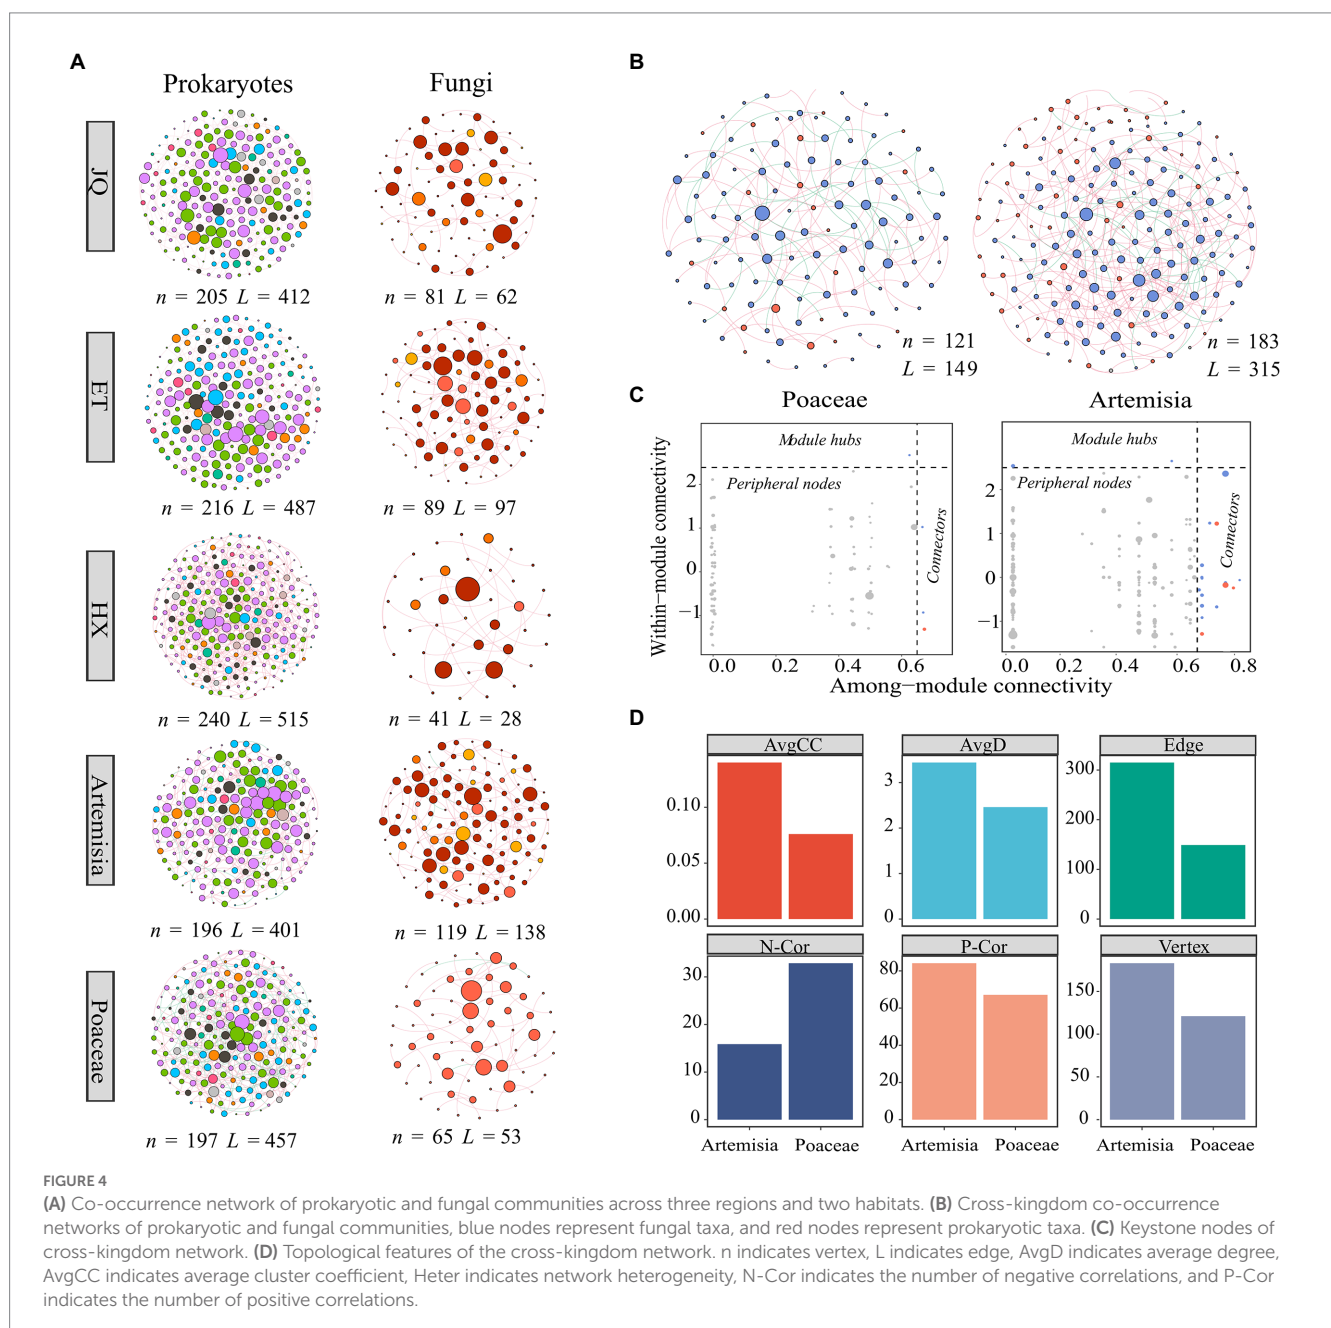 A
Prokaryotes
Fungi
JQ
n = 205 L = 412
n = 81 L = 62
ET
n = 216 L = 487
n = 89 L = 97
HX
n = 240 L = 515
n = 41 L = 28
Artemisia
n = 196 L = 401
n = 119 L = 138
Poaceae
n = 197 L = 457
n = 65 L = 53
B
n = 121
L = 149
n = 183
L = 315
C
Poaceae
Artemisia
Within−module connectivity
2
1
0
−1
Module hubs
Peripheral nodes
Connectors
0.0 0.2 0.4 0.6
2
1
0
−1
Module hubs
Peripheral nodes
Connectors
0.0 0.2 0.4 0.6 0.8
Among−module connectivity
D
AvgCC
0.10
0.05
0.00
AvgD
3
2
1
0
Edge
300
200
100
0
N-Cor
30
20
10
0
Artemisia Poaceae
P-Cor
80
60
40
20
0
Artemisia Poaceae
Vertex
150
100
50
0
Artemisia Poaceae
FIGURE 4
(A) Co-occurrence network of prokaryotic and fungal communities across three regions and two habitats. (B) Cross-kingdom co-occurrence
networks of prokaryotic and fungal communities, blue nodes represent fungal taxa, and red nodes represent prokaryotic taxa. (C) Keystone nodes of
cross-kingdom network. (D) Topological features of the cross-kingdom network. n indicates vertex, L indicates edge, AvgD indicates average degree,
AvgCC indicates average cluster coefficient, Heter indicates network heterogeneity, N-Cor indicates the number of negative correlations, and P-Cor
indicates the number of positive correlations.